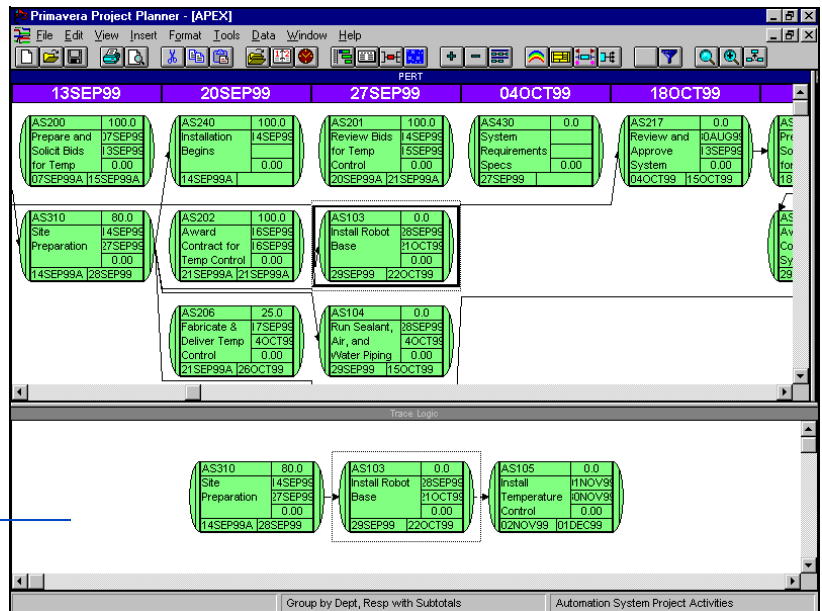 Primavera Project Planner - [APEX]
File Edit View Insert Format Tools Data Window Help
PERT
13SEP99 20SEP99 27SEP99 04OCT99 18OCT99
AS200 100.0
Prepare and 07SEP99
Solicit Bids 13SEP99
for Temp 0.00
07SEP99A 15SEP99A
AS240 100.0
Installation 14SEP99
Begins
0.00
14SEP99A
AS201 100.0
Review Bids 14SEP99
for Temp 15SEP99
Control 0.00
20SEP99A 21SEP99A
AS430 0.0
System
Requirements
Specs 0.00
27SEP99
AS217 0.0
Review and 0AUG99
Approve 13SEP99
System 0.00
04OCT99 15OCT99
AS310 80.0
Site 14SEP99
Preparation 27SEP99
0.00
14SEP99A 28SEP99
AS202 100.0
Award 16SEP99
Contract for 16SEP99
Temp Control 0.00
21SEP99A 21SEP99A
AS103 0.0
Install Robot 28SEP99
Base 21OCT99
0.00
29SEP99 22OCT99
AS206 25.0
Fabricate & 17SEP99
Deliver Temp 4OCT99
Control 0.00
21SEP99A 26OCT99
AS104 0.0
Run Sealant, 28SEP99
Air, and 4OCT99
Water Piping 0.00
29SEP99 15OCT99
Trace Logic
AS310 80.0
Site 14SEP99
Preparation 27SEP99
0.00
14SEP99A 28SEP99
AS103 0.0
Install Robot 28SEP99
Base 21OCT99
0.00
29SEP99 22OCT99
AS105 0.0
Install 01NOV99
Temperature 30NOV99
Control 0.00
02NOV99 01DEC99
Group by Dept, Resp with Subtotals
Automation System Project Activities